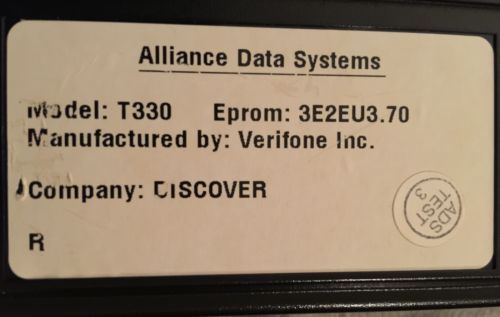 Alliance Data Systems
Model: T330 Eprom: 3E2EU3.70
Manufactured by: Verifone Inc.
Company: DISCOVER
ADS
TEST
3
R